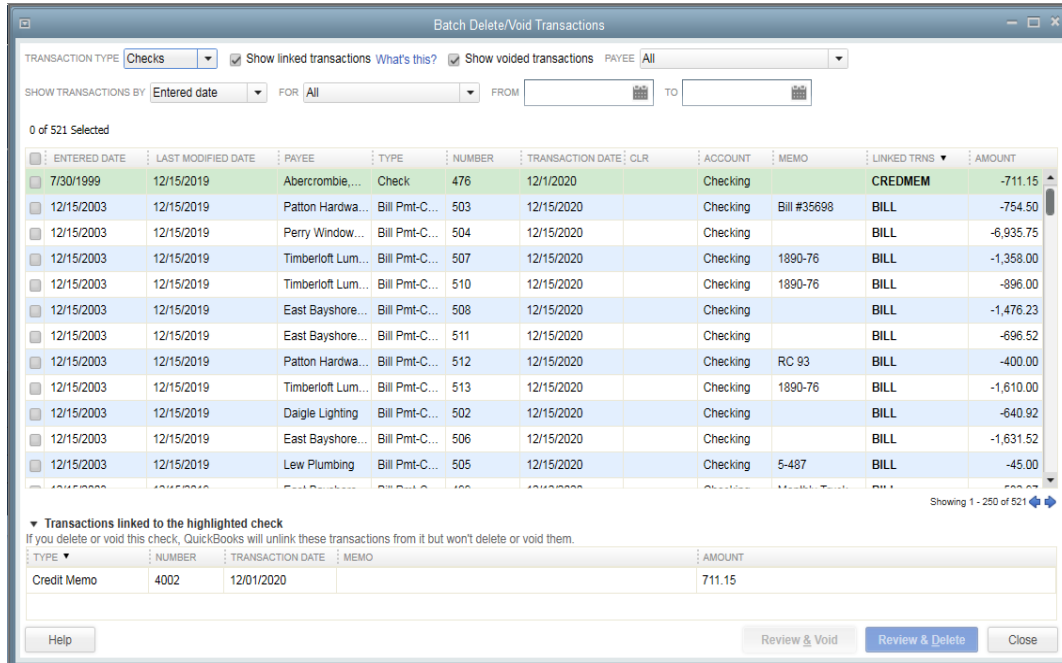 Batch Delete/Void Transactions
TRANSACTION TYPE Checks Show linked transactions What's this? Show voided transactions PAYEE All
SHOW TRANSACTIONS BY Entered date FOR All FROM TO
0 of 521 Selected
ENTERED DATE LAST MODIFIED DATE PAYEE TYPE NUMBER TRANSACTION DATE CLR ACCOUNT MEMO LINKED TRNS ▼ AMOUNT
7/30/1999 12/15/2019 Abercrombie,... Check 476 12/1/2020 Checking CREDMEM -711.15
12/15/2003 12/15/2019 Patton Hardwa... Bill Pmt-C... 503 12/15/2020 Checking Bill #35698 BILL -754.50
12/15/2003 12/15/2019 Perry Window... Bill Pmt-C... 504 12/15/2020 Checking BILL -6,935.75
12/15/2003 12/15/2019 Timberloft Lum... Bill Pmt-C... 507 12/15/2020 Checking 1890-76 BILL -1,358.00
12/15/2003 12/15/2019 Timberloft Lum... Bill Pmt-C... 510 12/15/2020 Checking 1890-76 BILL -896.00
12/15/2003 12/15/2019 East Bayshore... Bill Pmt-C... 508 12/15/2020 Checking BILL -1,476.23
12/15/2003 12/15/2019 East Bayshore... Bill Pmt-C... 511 12/15/2020 Checking BILL -696.52
12/15/2003 12/15/2019 Patton Hardwa... Bill Pmt-C... 512 12/15/2020 Checking RC 93 BILL -400.00
12/15/2003 12/15/2019 Timberloft Lum... Bill Pmt-C... 513 12/15/2020 Checking 1890-76 BILL -1,610.00
12/15/2003 12/15/2019 Daigle Lighting Bill Pmt-C... 502 12/15/2020 Checking BILL -640.92
12/15/2003 12/15/2019 East Bayshore... Bill Pmt-C... 506 12/15/2020 Checking BILL -1,631.52
12/15/2003 12/15/2019 Lew Plumbing Bill Pmt-C... 505 12/15/2020 Checking 5-487 BILL -45.00
Showing 1 - 250 of 521
▼ Transactions linked to the highlighted check
If you delete or void this check, QuickBooks will unlink these transactions from it but won't delete or void them.
TYPE ▼ NUMBER TRANSACTION DATE MEMO AMOUNT
Credit Memo 4002 12/01/2020 711.15
Help Review & Void Review & Delete Close